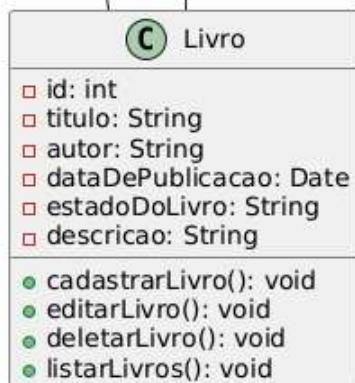 C Livro
id: int
titulo: String
autor: String
dataDePublicacao: Date
estadoDoLivro: String
descricao: String
cadastrarLivro(): void
editarLivro(): void
deletarLivro(): void
listarLivros(): void